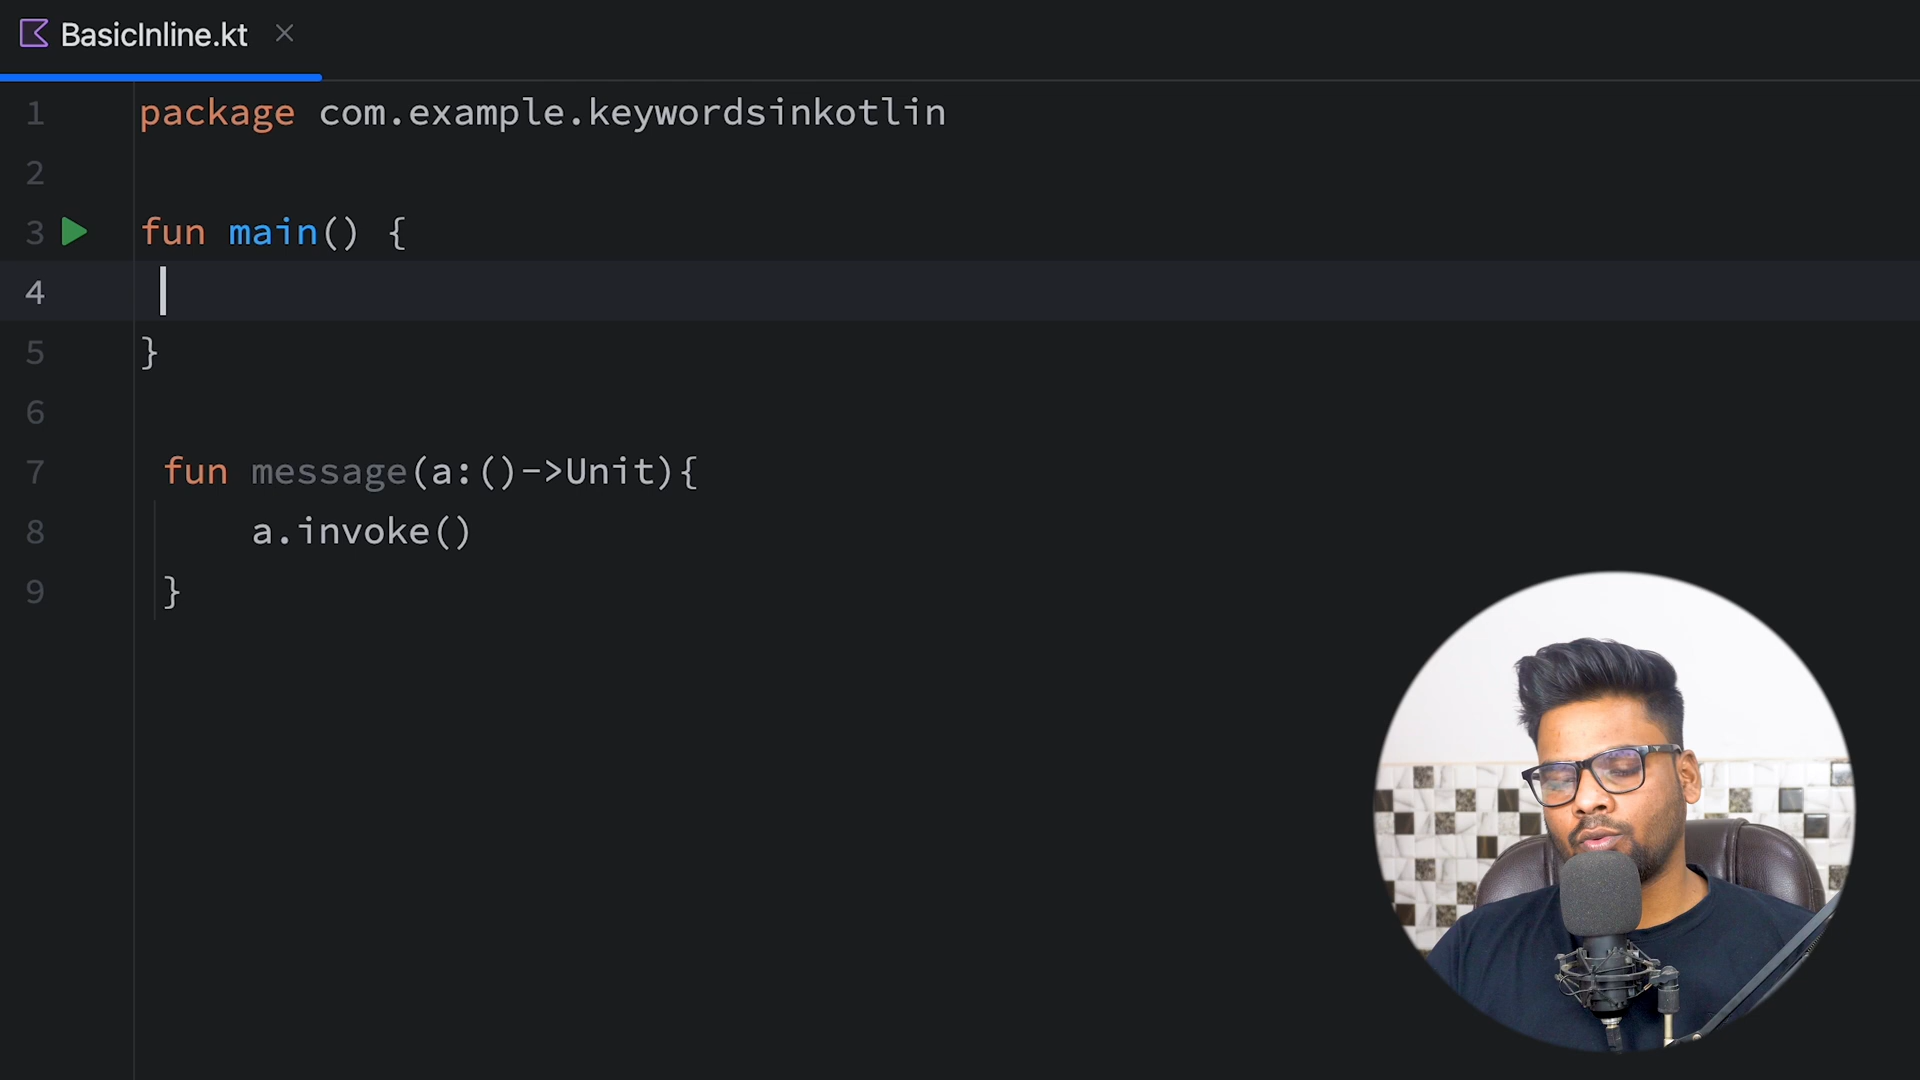 BasicInline.kt
1 package com.example.keywordsinkotlin
2
3 fun main() {
4
5 }
6
7 fun message(a:()->Unit){
8 a.invoke()
9 }